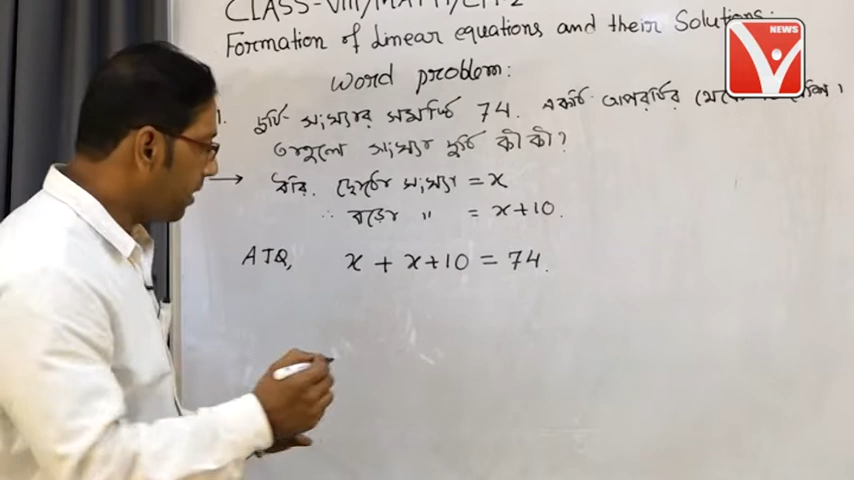 CLASS-VIII/MATH/CH-2
Formation of Linear equations and their Solutions.
Word problem:
1. দুটি সংখ্যার সমষ্টি 74. একটি অপরটির থেকে
তাহলে সংখ্যা দুটি কী কী?
→ ধরি, ছোটো সংখ্যা = x
∴ বড়ো " = x+10.
ATQ, x + x+10 = 74.
NEWS